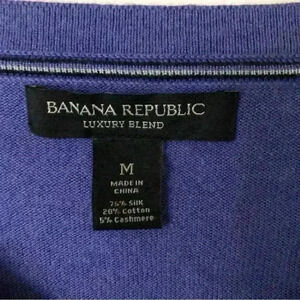 BANANA REPUBLIC
LUXURY BLEND
M
MADE IN
CHINA
75% Silk
20% Cotton
5% Cashmere